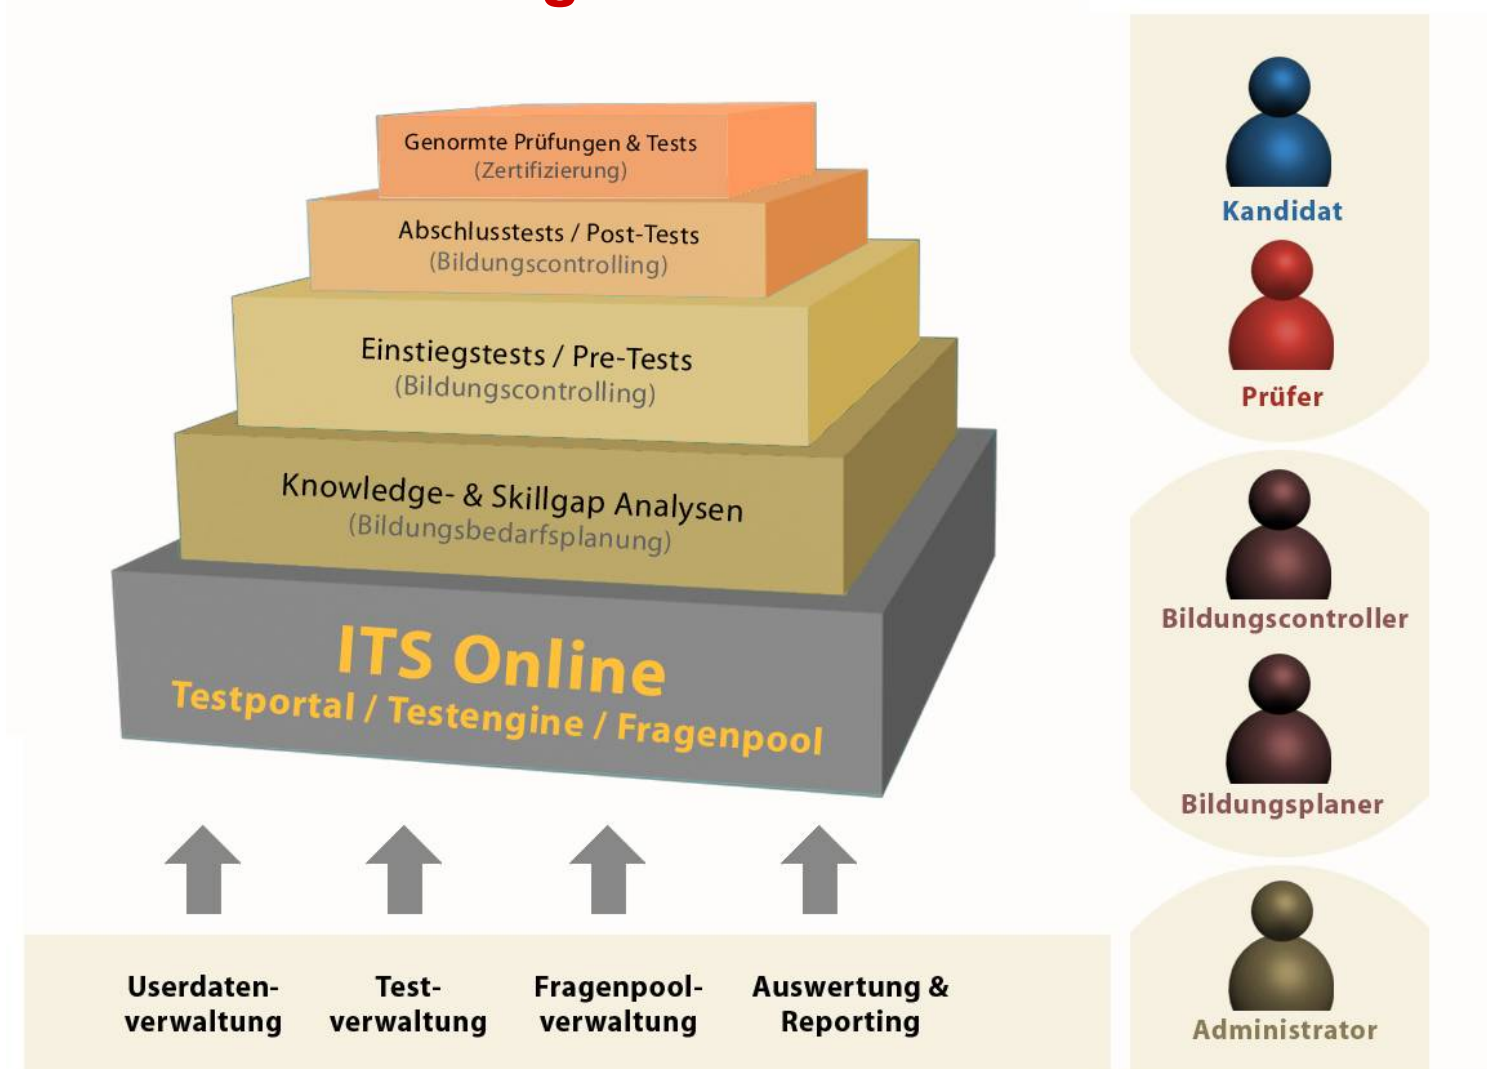 Genormte Prüfungen & Tests
(Zertifizierung)
Abschlusstests / Post-Tests
(Bildungscontrolling)
Einstiegstests / Pre-Tests
(Bildungscontrolling)
Knowledge- & Skillgap Analysen
(Bildungsbedarfsplanung)
ITS Online
Testportal / Testengine / Fragenpool
Userdaten-
verwaltung
Test-
verwaltung
Fragenpool-
verwaltung
Auswertung &
Reporting
Kandidat
Prüfer
Bildungscontroller
Bildungsplaner
Administrator